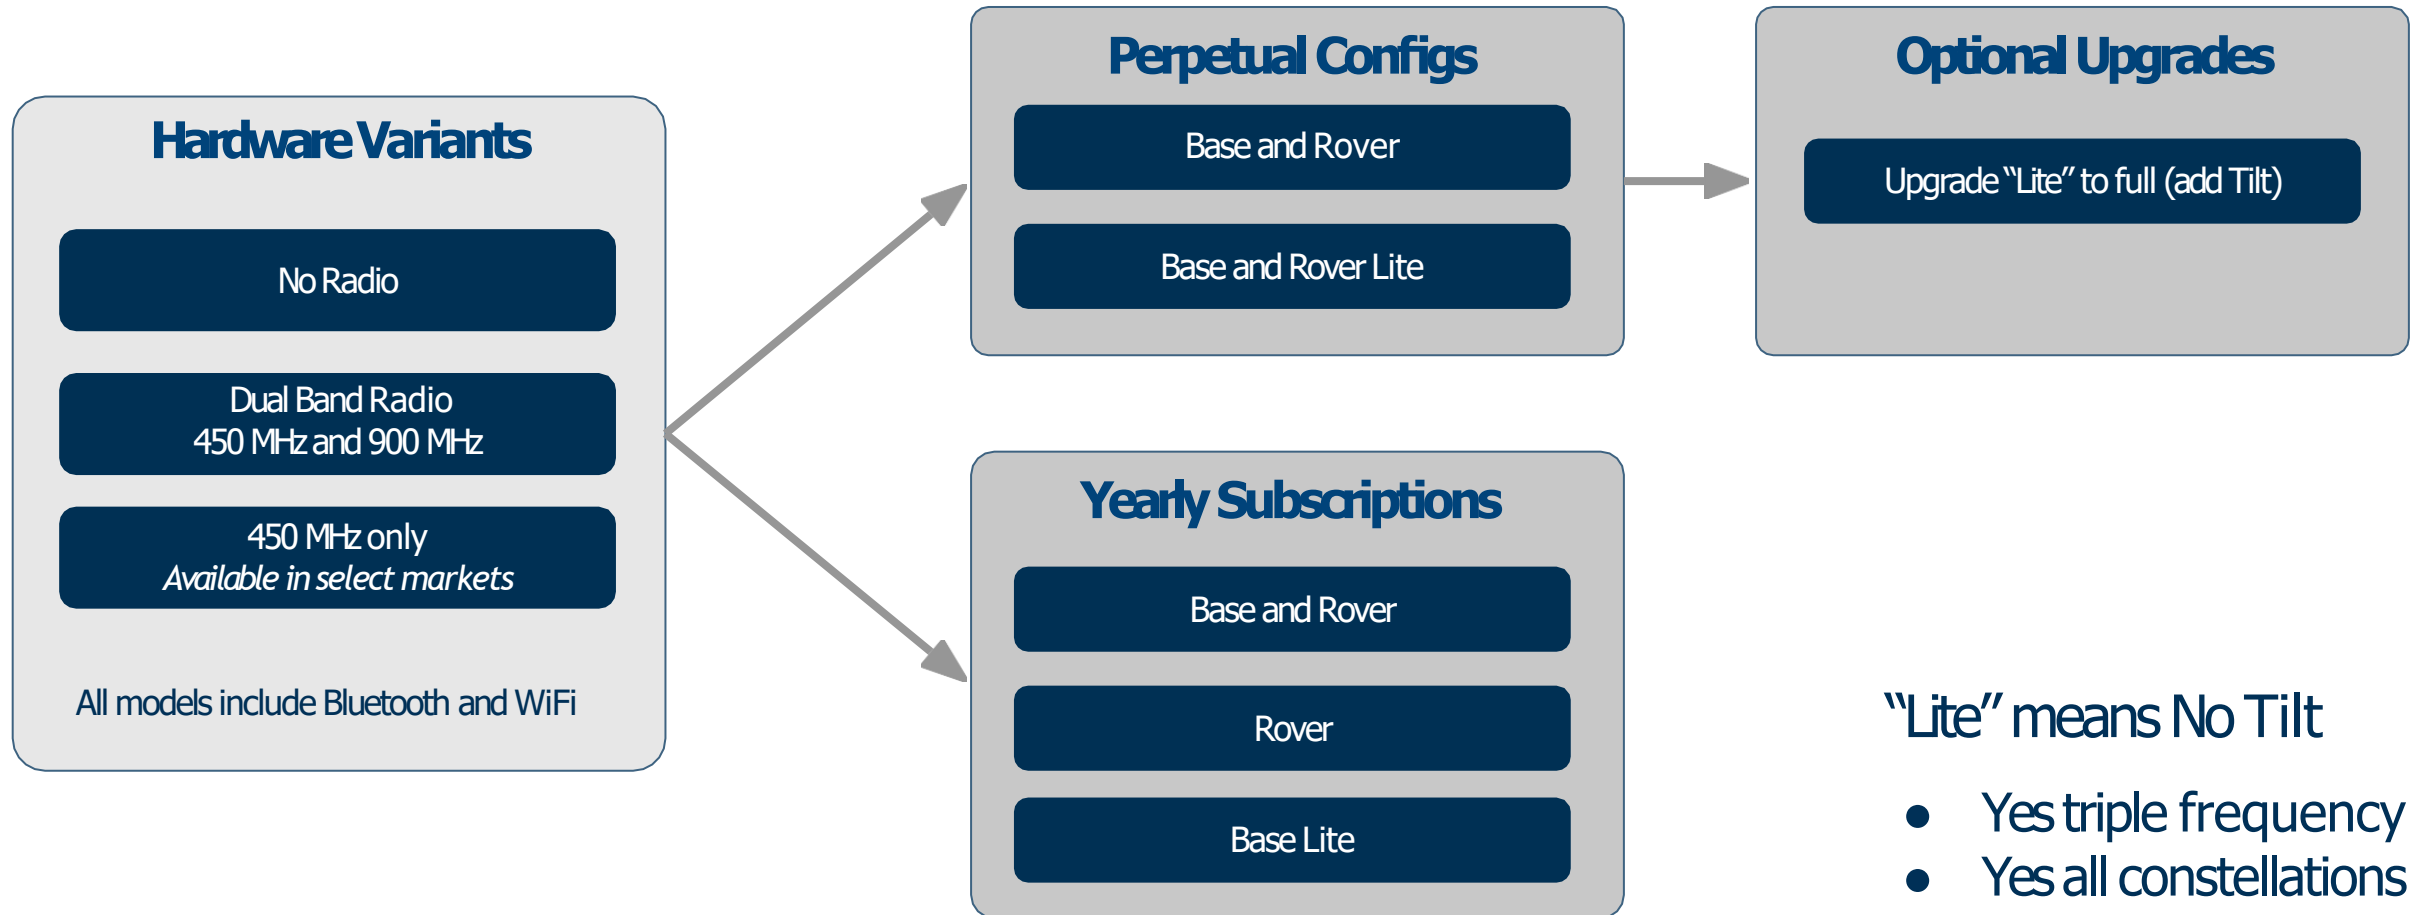 Hardware Variants
No Radio
Dual Band Radio
450 MHz and 900 MHz
450 MHz only
Available in select markets
All models include Bluetooth and WiFi
Perpetual Configs
Base and Rover
Base and Rover Lite
Optional Upgrades
Upgrade “Lite” to full (add Tilt)
Yearly Subscriptions
Base and Rover
Rover
Base Lite
“Lite” means No Tilt
● Yes triple frequency
● Yes all constellations